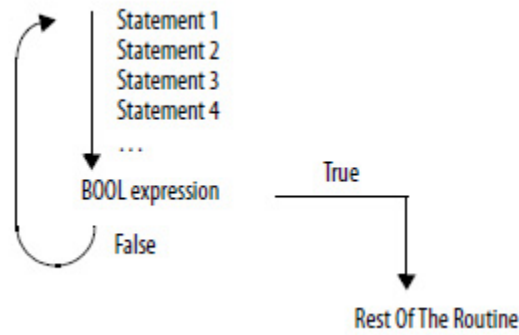 Statement 1
Statement 2
Statement 3
Statement 4
...
BOOL expression
True
False
Rest Of The Routine